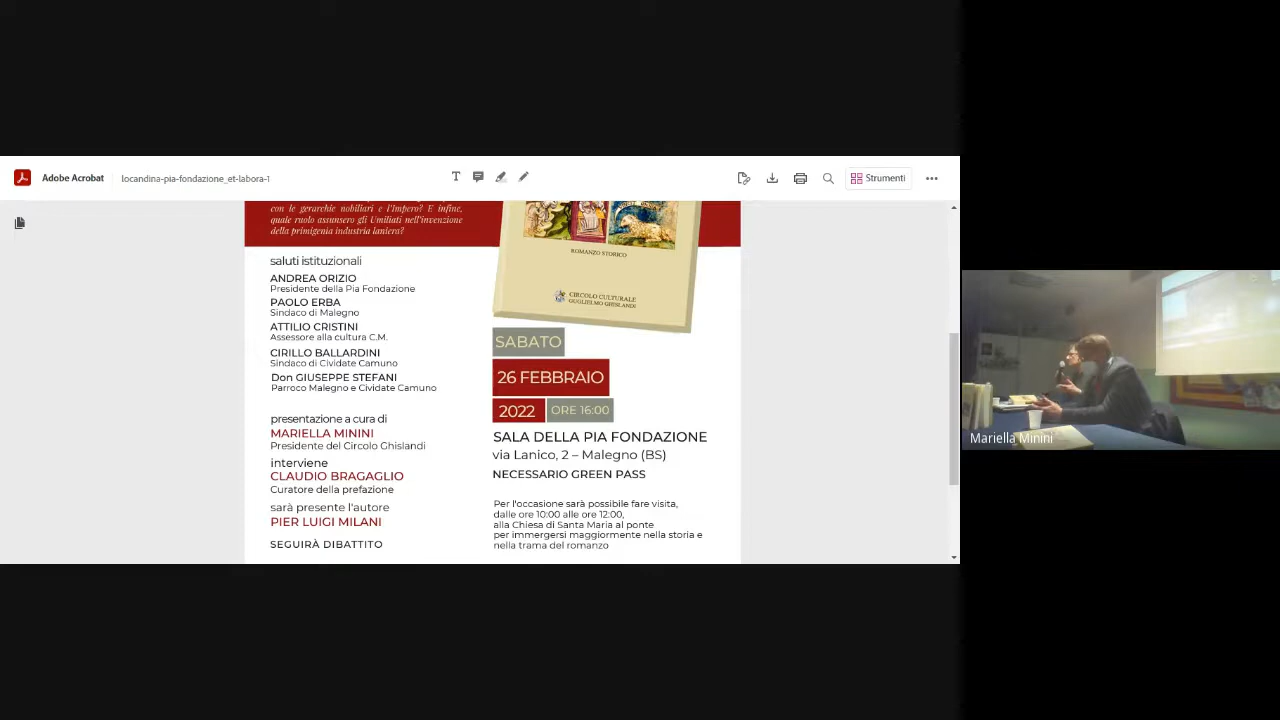 Adobe Acrobat
locandina-pia-fondazione_et-labora-1
Strumenti
con le gerarchie nobiliari e l'Impero? E infine,
quale ruolo assunsero gli Umiliati nell'invenzione
della primigenia industria laniera?
ROMANZO STORICO
CIRCOLO CULTURALE
GUGLIELMO GHISLANDI
saluti istituzionali
ANDREA ORIZIO
Presidente della Pia Fondazione
PAOLO ERBA
Sindaco di Malegno
ATTILIO CRISTINI
Assessore alla cultura C.M.
CIRILLO BALLARDINI
Sindaco di Cividate Camuno
Don GIUSEPPE STEFANI
Parroco Malegno e Cividate Camuno
presentazione a cura di
MARIELLA MININI
Presidente del Circolo Ghislandi
interviene
CLAUDIO BRAGAGLIO
Curatore della prefazione
sarà presente l'autore
PIER LUIGI MILANI
SEGUIRÀ DIBATTITO
SABATO
26 FEBBRAIO
2022 ORE 16:00
SALA DELLA PIA FONDAZIONE
via Lanico, 2 – Malegno (BS)
NECESSARIO GREEN PASS
Per l'occasione sarà possibile fare visita,
dalle ore 10:00 alle ore 12:00,
alla Chiesa di Santa Maria al ponte
per immergersi maggiormente nella storia e
nella trama del romanzo
Mariella Minini